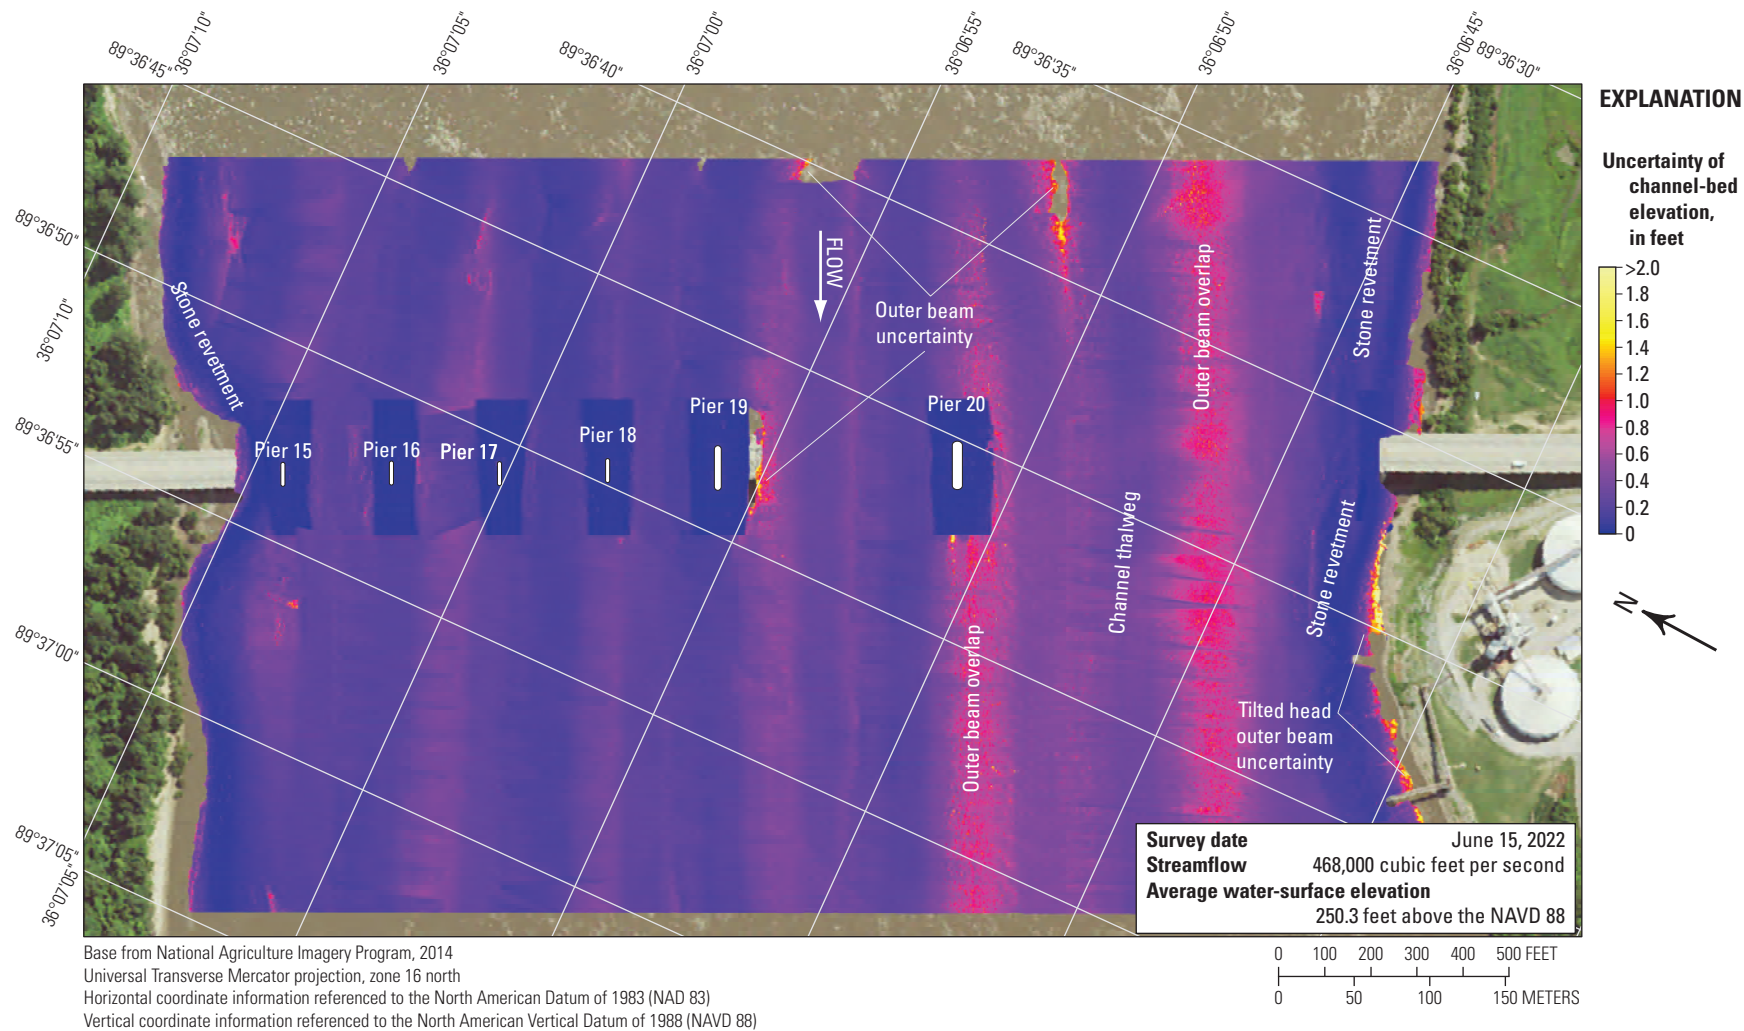 89°36'45"
36°07'10"
36°07'05"
89°36'40"
36°07'00"
36°06'55"
89°36'35"
36°06'50"
36°06'45"
89°36'30"
89°36'50"
36°07'10"
89°36'55"
89°37'00"
89°37'05"
36°07'05"
EXPLANATION
Uncertainty of
channel-bed
elevation,
in feet
>2.0
1.8
1.6
1.4
1.2
1.0
0.8
0.6
0.4
0.2
0
N
Stone revetment
FLOW
Outer beam
uncertainty
Outer beam overlap
Stone revetment
Pier 15
Pier 16
Pier 17
Pier 18
Pier 19
Pier 20
Channel thalweg
Stone revetment
Outer beam overlap
Tilted head
outer beam
uncertainty
Survey date June 15, 2022
Streamflow 468,000 cubic feet per second
Average water-surface elevation
250.3 feet above the NAVD 88
Base from National Agriculture Imagery Program, 2014
Universal Transverse Mercator projection, zone 16 north
Horizontal coordinate information referenced to the North American Datum of 1983 (NAD 83)
Vertical coordinate information referenced to the North American Vertical Datum of 1988 (NAVD 88)
0 100 200 300 400 500 FEET
0 50 100 150 METERS